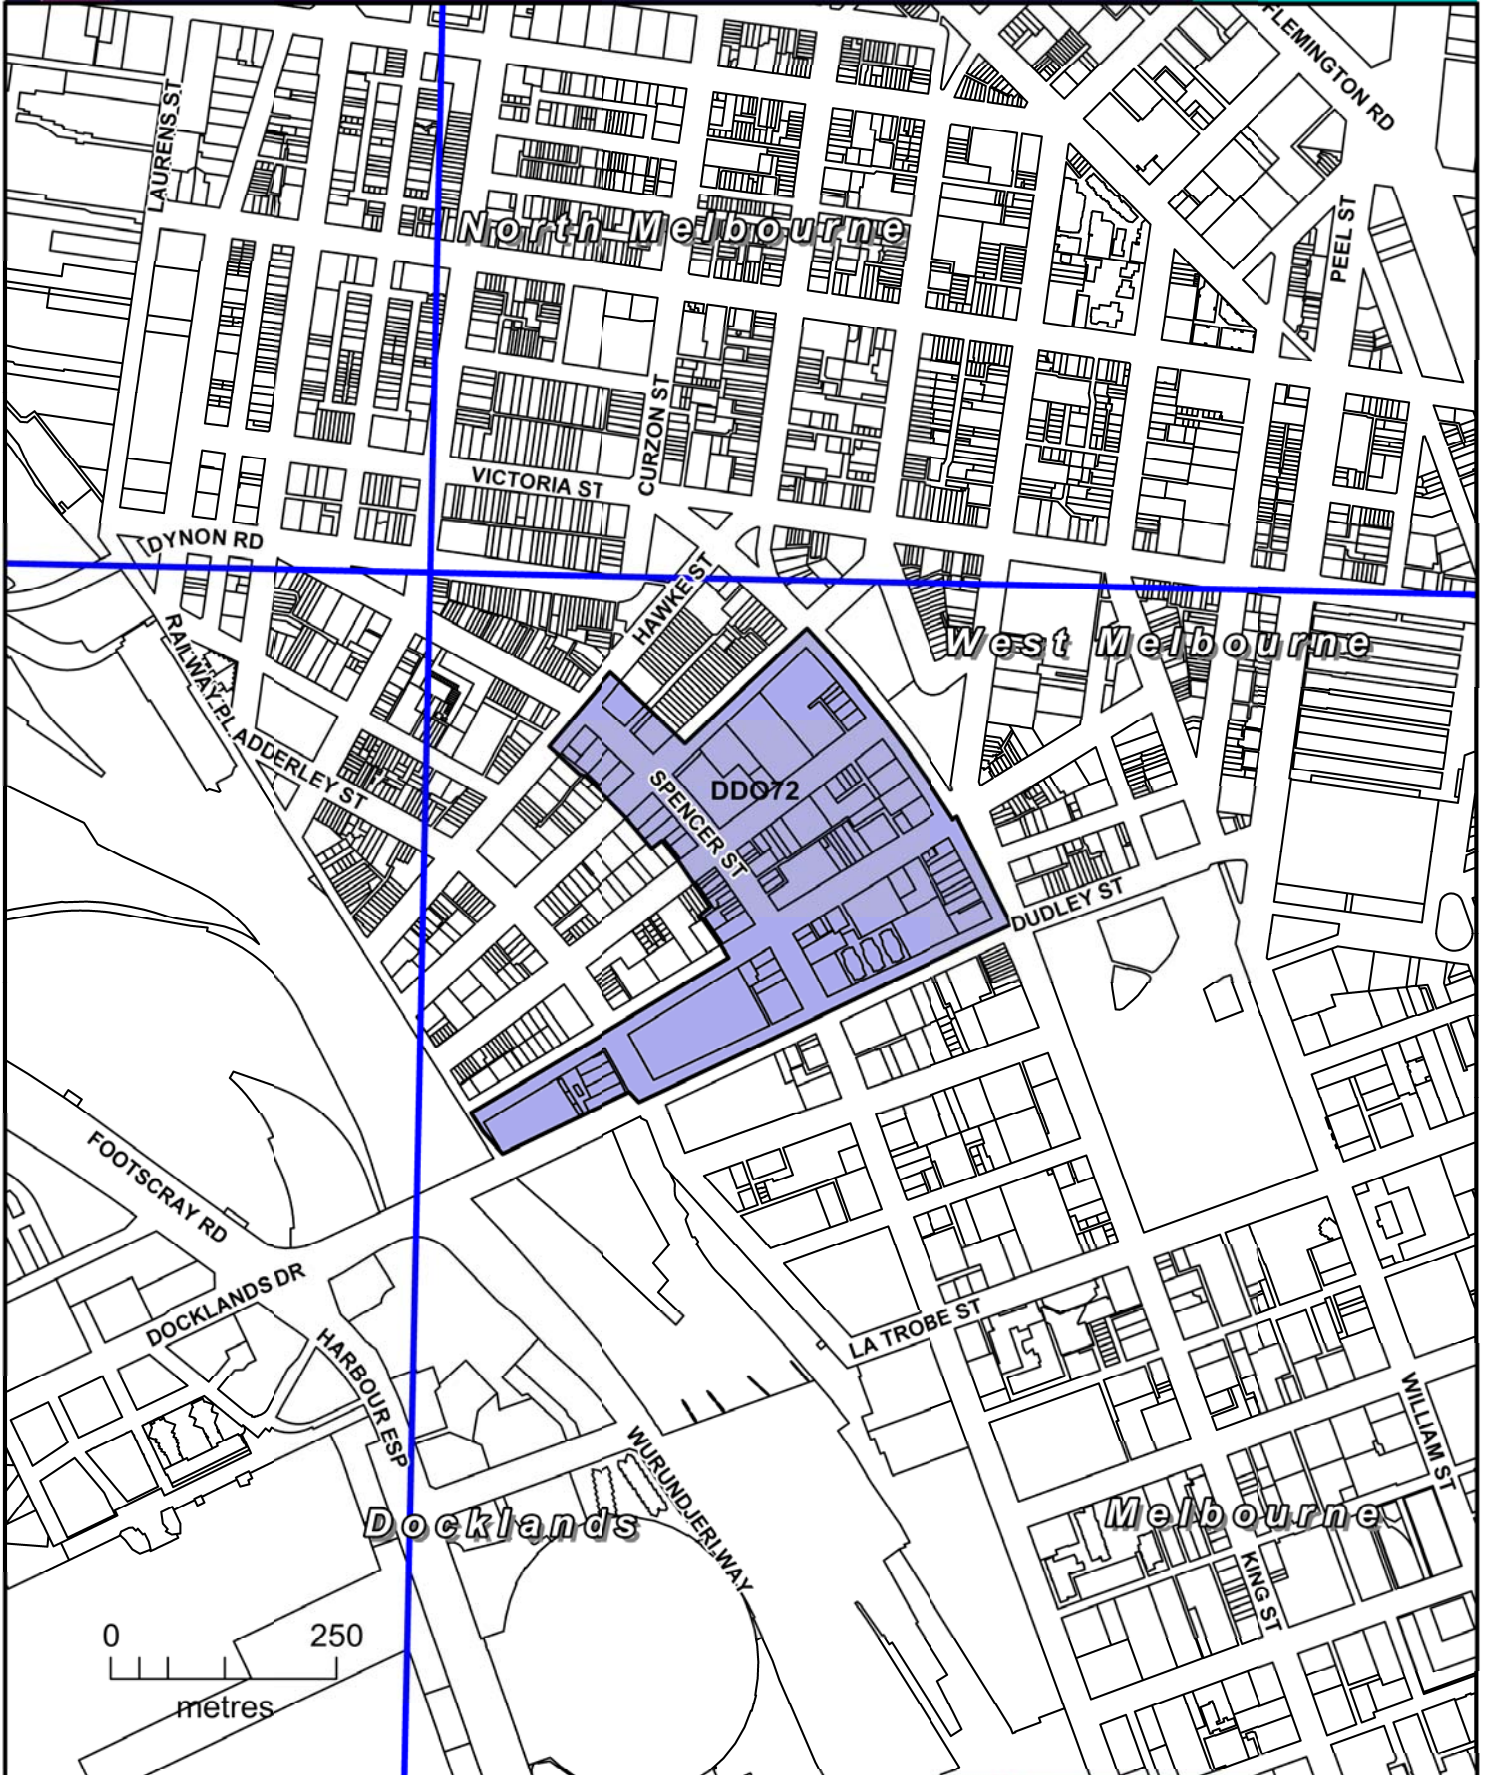 FLEMINGTON RD
LAURENS ST
PEEL ST
North Melbourne
CURZON ST
VICTORIA ST
DYNON RD
HAWKE ST
RAILWAY PL
West Melbourne
ADDERLEY ST
SPENCER ST
DDO72
DUDLEY ST
FOOTSCRAY RD
DOCKLANDS DR
HARBOUR ESP
LA TROBE ST
WILLIAM ST
WURUNDJERI WAY
Docklands
Melbourne
KING ST
0 250
metres